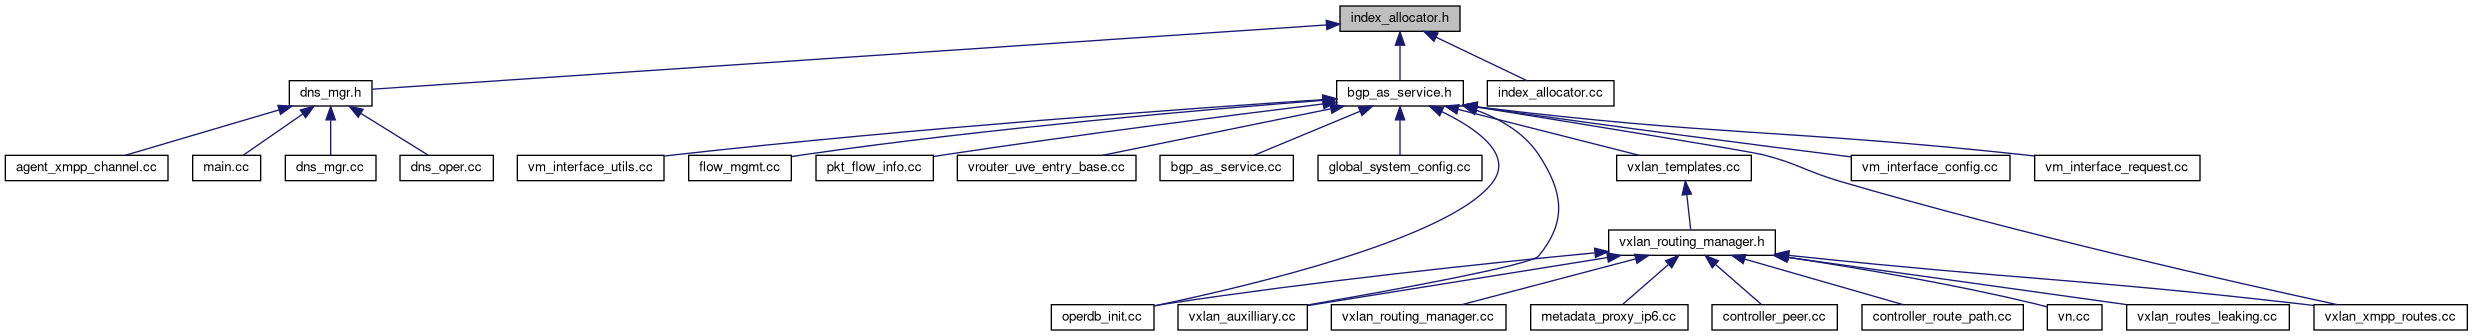 index_allocator.h
dns_mgr.h
bgp_as_service.h
index_allocator.cc
agent_xmpp_channel.cc
main.cc
dns_mgr.cc
dns_oper.cc
vm_interface_utils.cc
flow_mgmt.cc
pkt_flow_info.cc
vrouter_uve_entry_base.cc
bgp_as_service.cc
global_system_config.cc
vxlan_templates.cc
vm_interface_config.cc
vm_interface_request.cc
vxlan_routing_manager.h
operdb_init.cc
vxlan_auxilliary.cc
vxlan_routing_manager.cc
metadata_proxy_ip6.cc
controller_peer.cc
controller_route_path.cc
vn.cc
vxlan_routes_leaking.cc
vxlan_xmpp_routes.cc